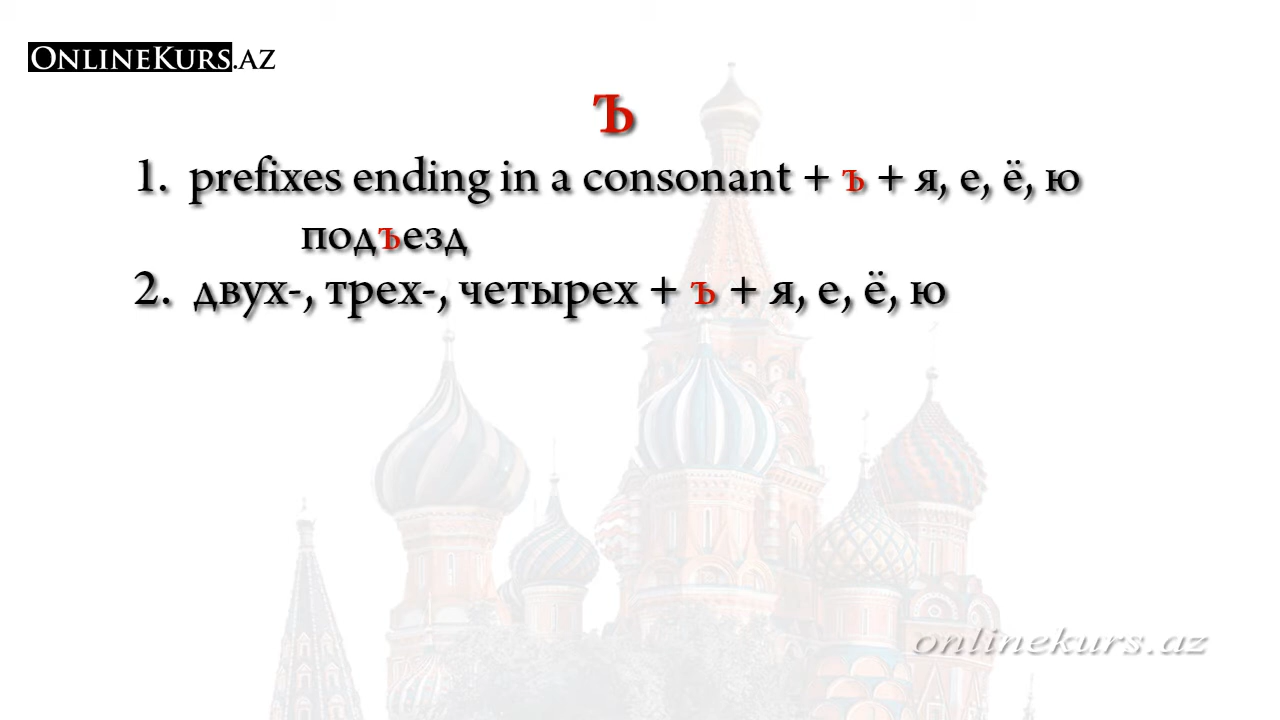 ONLINEKURS.AZ
Ъ
1. prefixes ending in a consonant + ъ + я, е, ё, ю
подъезд
2. двух-, трех-, четырех + ъ + я, е, ё, ю
onlinekurs.az